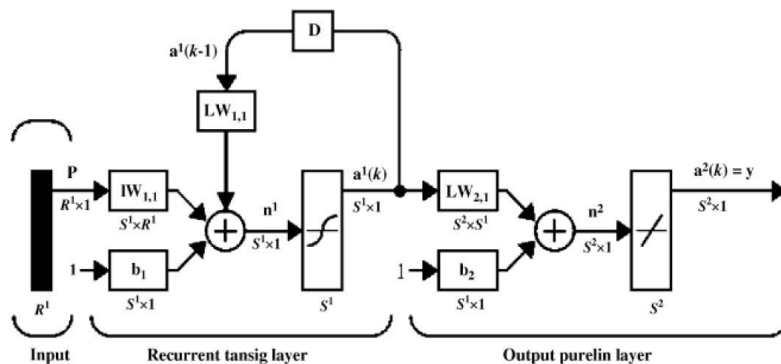 D
a¹(k-1)
LW₁,₁
P
R¹×1
IW₁,₁
S¹×R¹
1
b₁
S¹×1
n¹
S¹×1
S¹
a¹(k)
S¹×1
LW₂,₁
S²×S¹
1
b₂
S¹×1
n²
S²×1
S²
a²(k) = y
S²×1
R¹
Input
Recurrent tansig layer
Output purelin layer